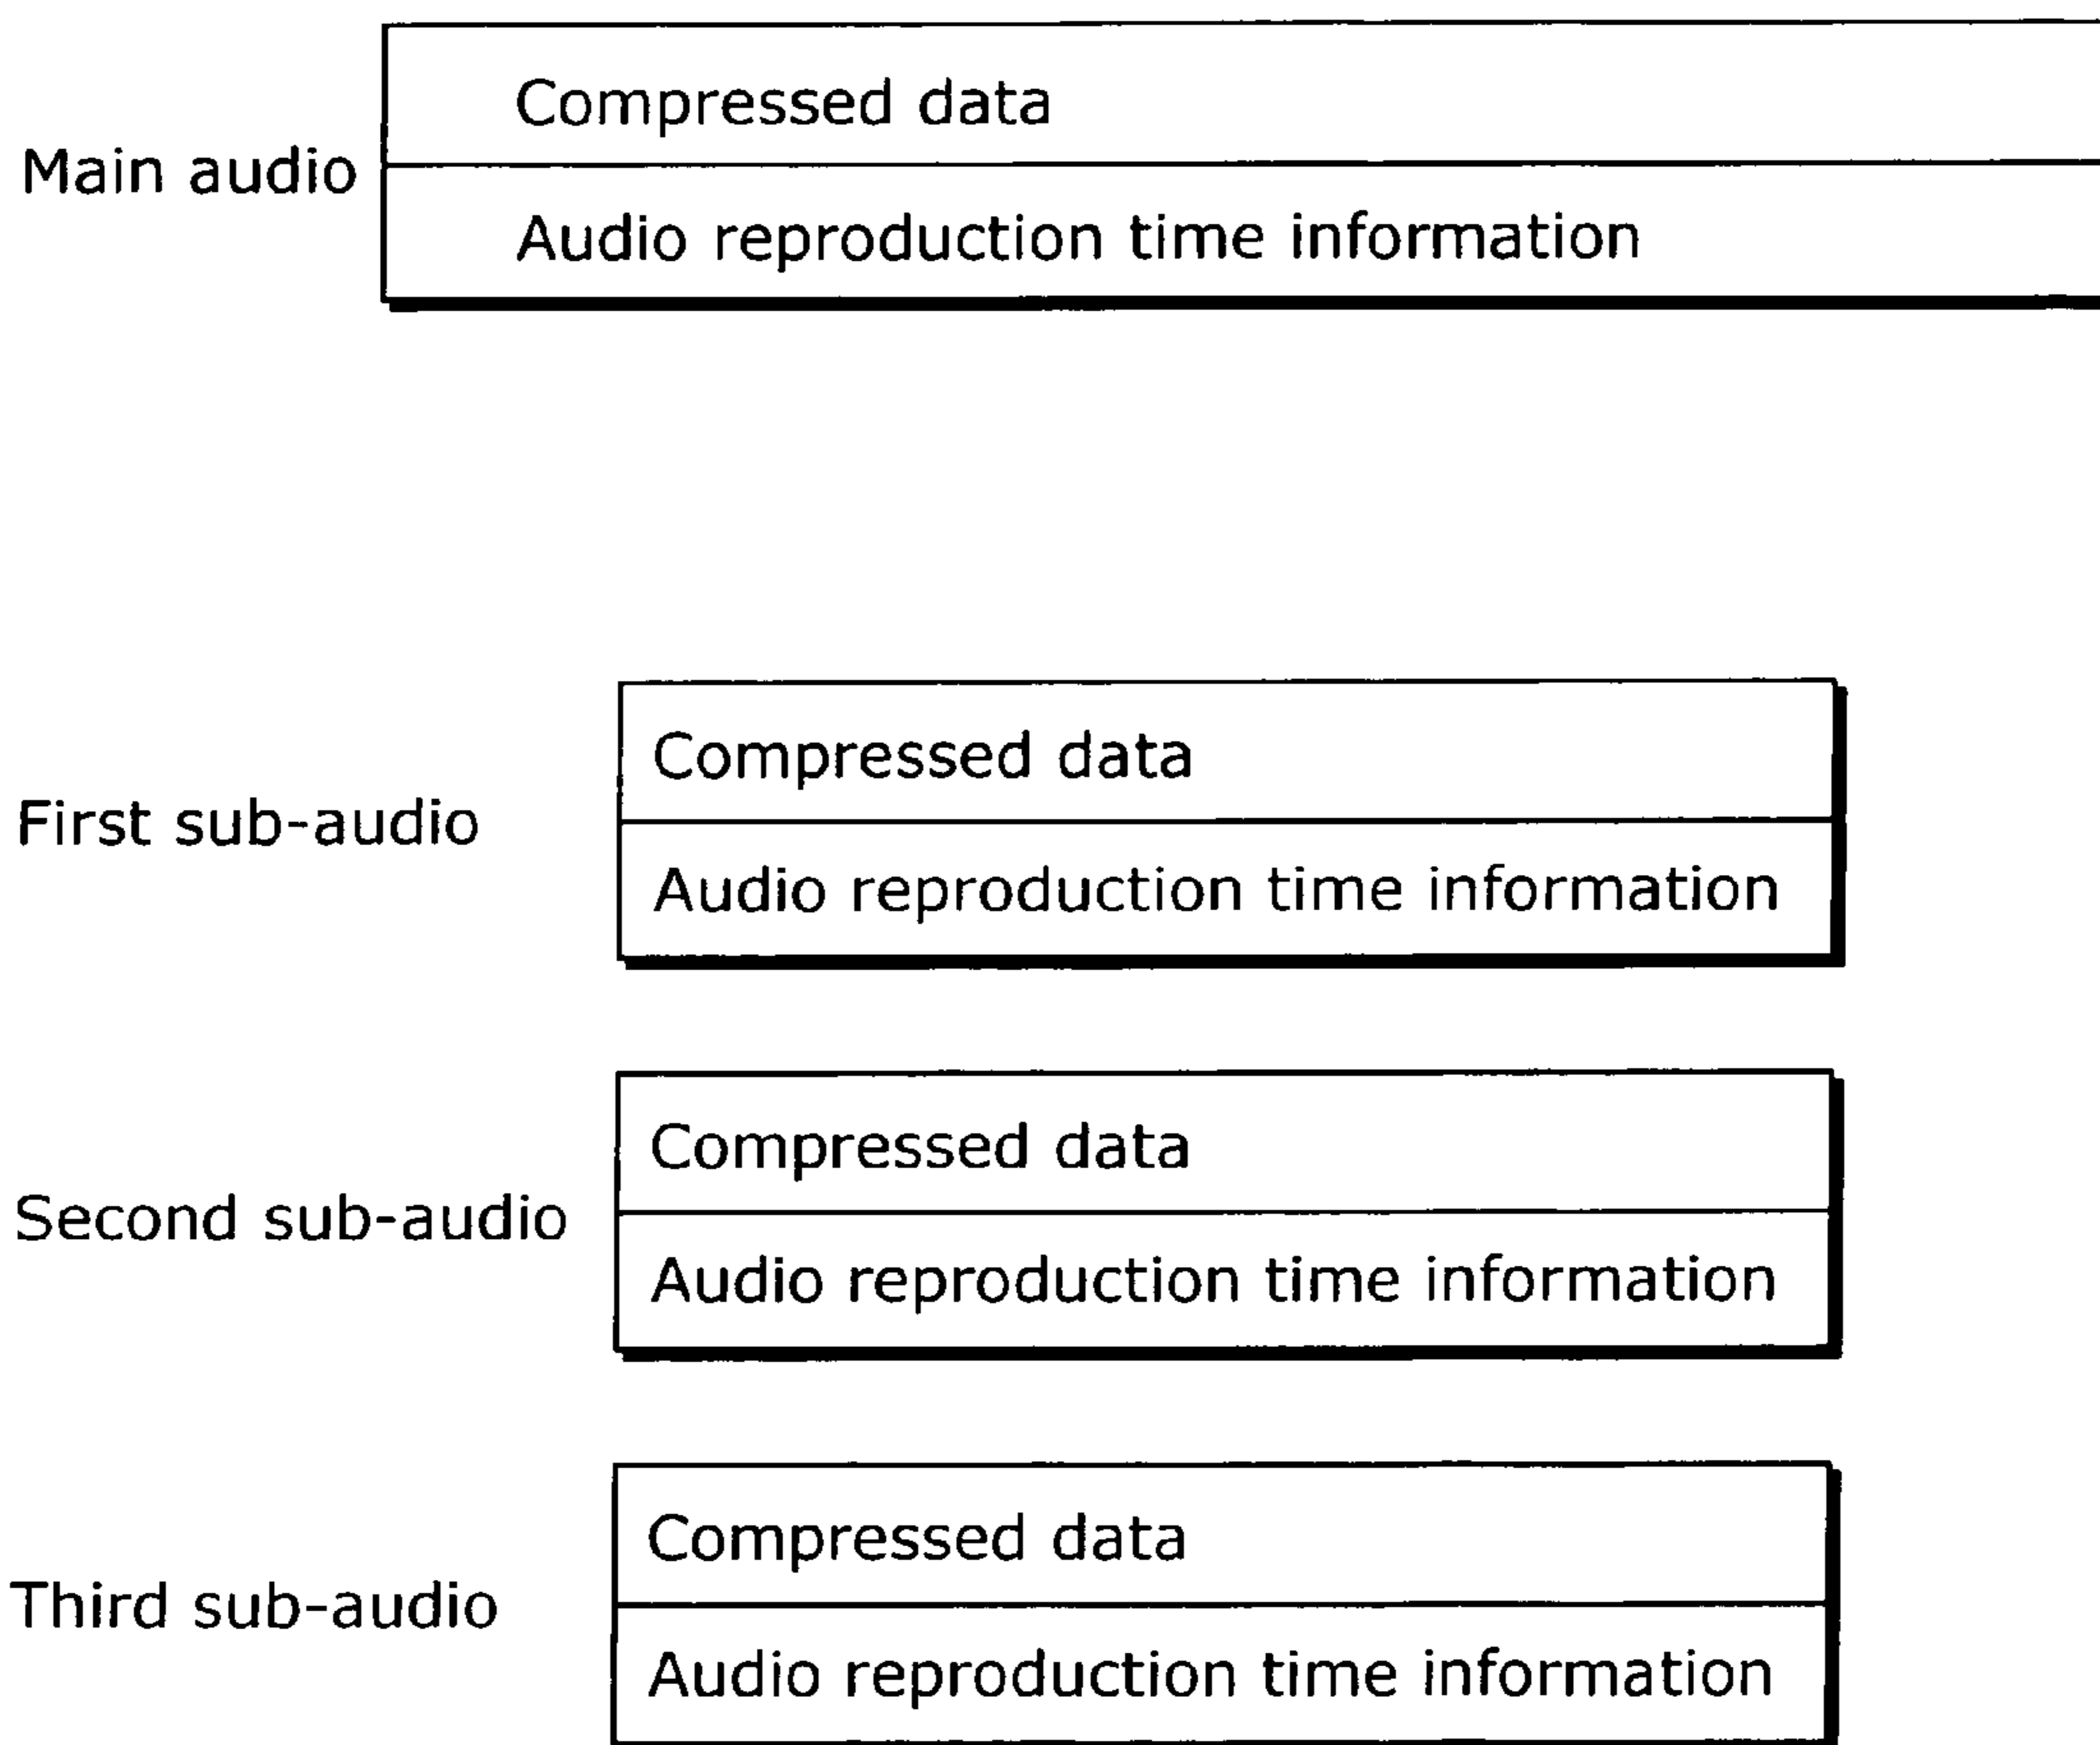 Compressed data
Main audio
Audio reproduction time information
Compressed data
First sub-audio
Audio reproduction time information
Compressed data
Second sub-audio
Audio reproduction time information
Compressed data
Third sub-audio
Audio reproduction time information